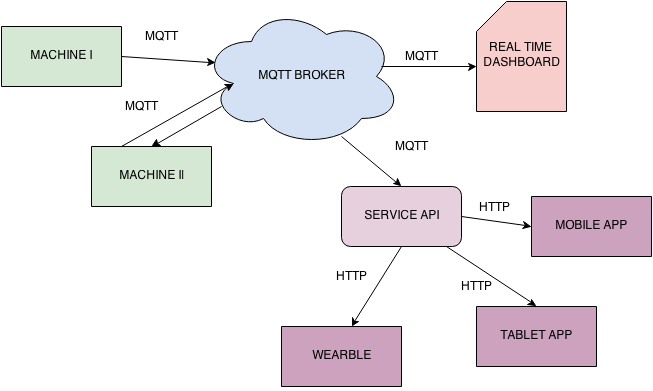 MACHINE I
MQTT
MQTT BROKER
MQTT
REAL TIME
DASHBOARD
MQTT
MACHINE II
MQTT
SERVICE API
HTTP
MOBILE APP
HTTP
HTTP
WEARBLE
TABLET APP